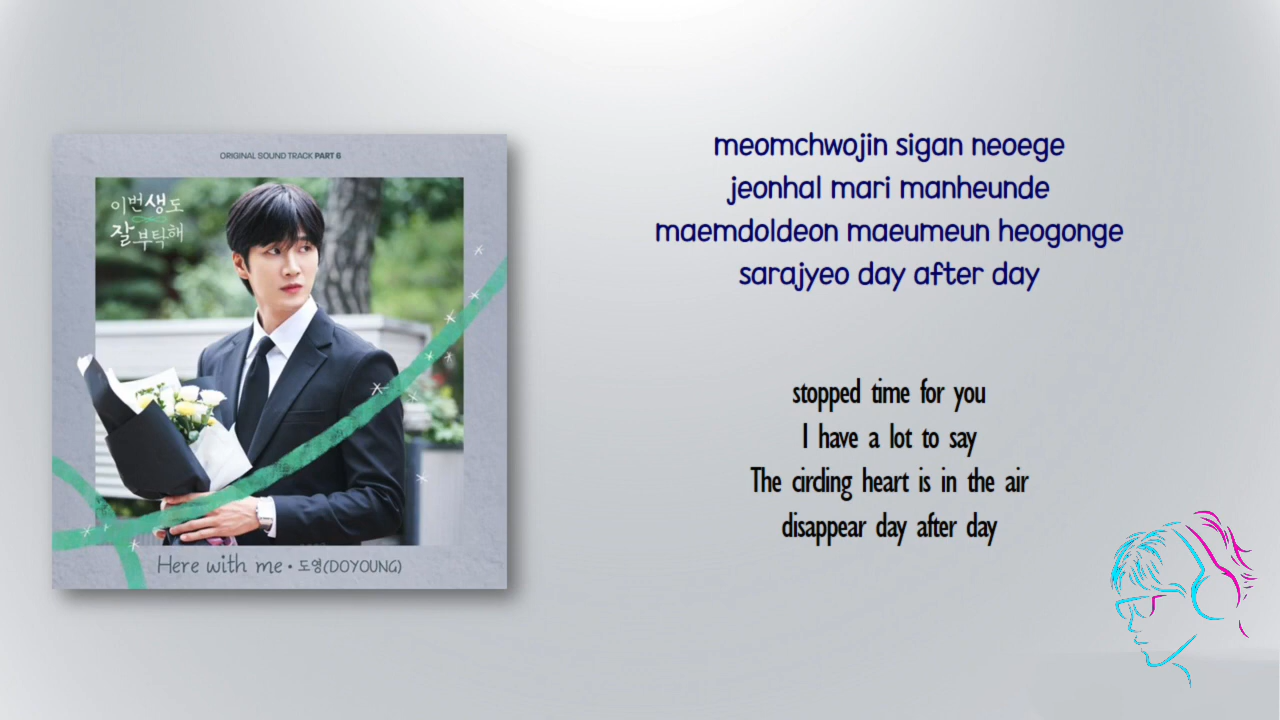 ORIGINAL SOUND TRACK PART 6
이번 생도
잘 부탁해
Here with me • 도영(DOYOUNG)
meomchwojin sigan neoege
jeonhal mari manheunde
maemdoldeon maeumeun heogonge
sarajyeo day after day
stopped time for you
I have a lot to say
The circling heart is in the air
disappear day after day